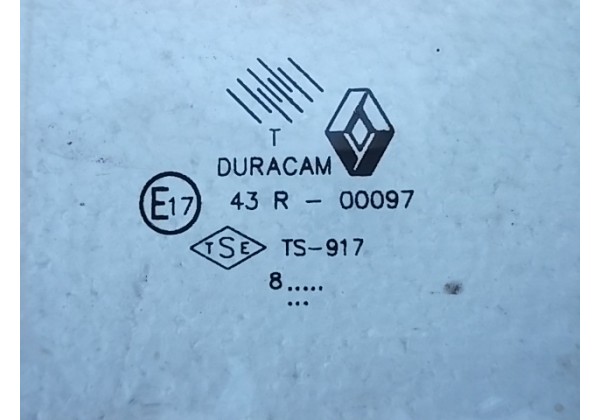 T
DURACAM
E17 43 R - 00097
TSE TS-917
8.....
...